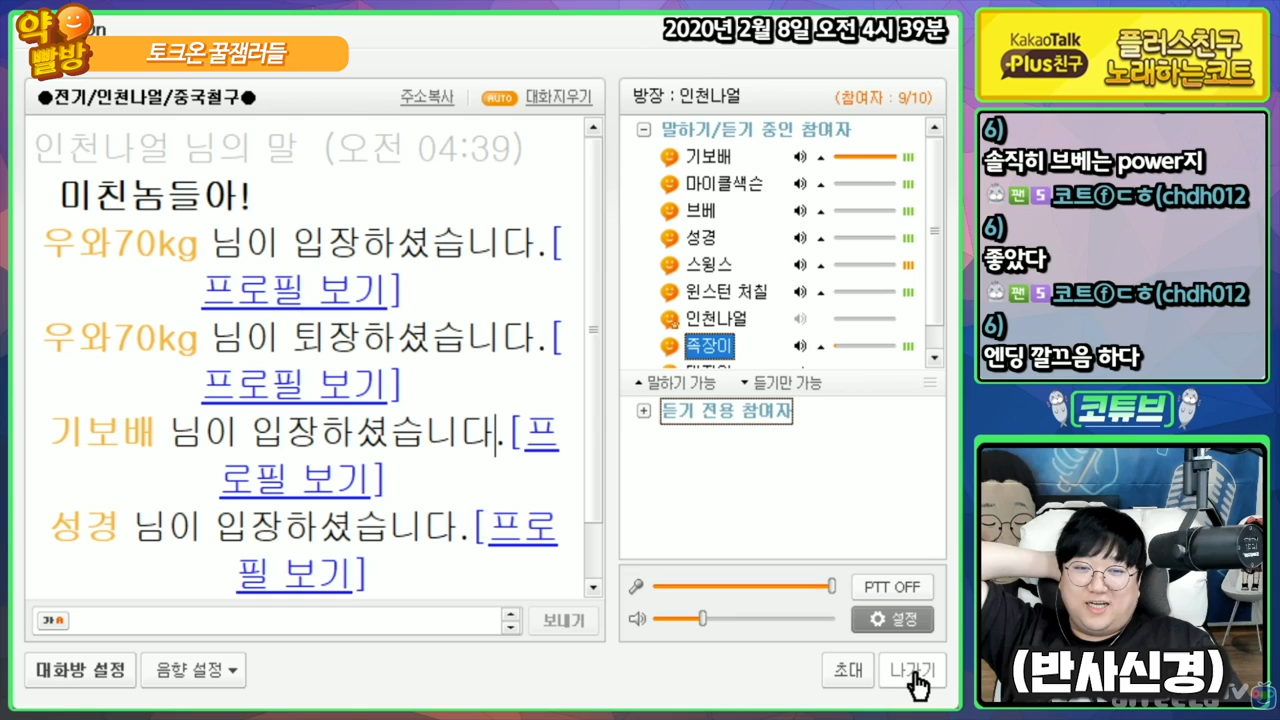 약빨방
on
토크온 꿀잼러들
2020년 2월 8일 오전 4시 39분
●전기/인천나얼/중국철구●
주소복사
AUTO 대화지우기
인천나얼 님의 말 (오전 04:39)
미친놈들아!
우와70kg 님이 입장하셨습니다.[
프로필 보기]
우와70kg 님이 퇴장하셨습니다.[
프로필 보기]
기보배 님이 입장하셨습니다.[프
로필 보기]
성경 님이 입장하셨습니다.[프로
필 보기]
가A
보내기
대화방 설정
음향 설정
방장 : 인천나얼
(참여자 : 9/10)
말하기/듣기 중인 참여자
기보배
마이클색슨
브베
성경
스윙스
윈스턴 처칠
인천나얼
족장이
말하기 가능
듣기만 가능
듣기 전용 참여자
PTT OFF
설정
초대
나가기
KakaoTalk
Plus친구
플러스친구
노래하는코트
6)
솔직히 브베는 power지
팬 S 코트ⓕㄷㅎ(chdh012
6)
좋았다
팬 S 코트ⓕㄷㅎ(chdh012
6)
엔딩 깔끄음 하다
코튜브
(반사신경)